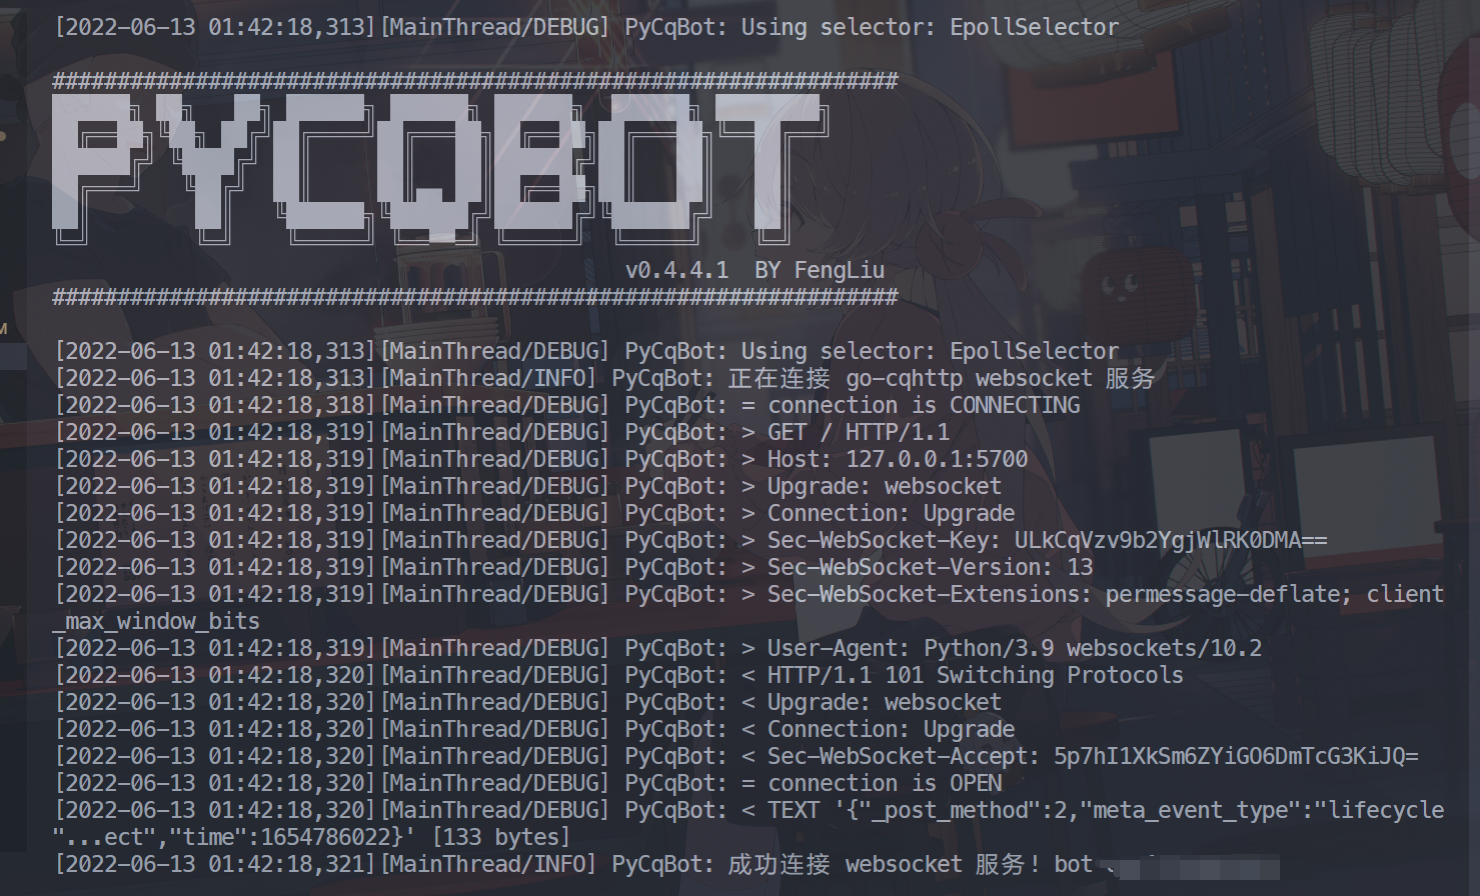 [2022-06-13 01:42:18,313][MainThread/DEBUG] PyCqBot: Using selector: EpollSelector
#################################################################
PYCQBOT
v0.4.4.1  BY FengLiu
#################################################################
[2022-06-13 01:42:18,313][MainThread/DEBUG] PyCqBot: Using selector: EpollSelector
[2022-06-13 01:42:18,313][MainThread/INFO] PyCqBot: 正在连接 go-cqhttp websocket 服务
[2022-06-13 01:42:18,318][MainThread/DEBUG] PyCqBot: = connection is CONNECTING
[2022-06-13 01:42:18,319][MainThread/DEBUG] PyCqBot: > GET / HTTP/1.1
[2022-06-13 01:42:18,319][MainThread/DEBUG] PyCqBot: > Host: 127.0.0.1:5700
[2022-06-13 01:42:18,319][MainThread/DEBUG] PyCqBot: > Upgrade: websocket
[2022-06-13 01:42:18,319][MainThread/DEBUG] PyCqBot: > Connection: Upgrade
[2022-06-13 01:42:18,319][MainThread/DEBUG] PyCqBot: > Sec-WebSocket-Key: ULkCqVzv9b2YgjWlRK0DMA==
[2022-06-13 01:42:18,319][MainThread/DEBUG] PyCqBot: > Sec-WebSocket-Version: 13
[2022-06-13 01:42:18,319][MainThread/DEBUG] PyCqBot: > Sec-WebSocket-Extensions: permessage-deflate; client
_max_window_bits
[2022-06-13 01:42:18,319][MainThread/DEBUG] PyCqBot: > User-Agent: Python/3.9 websockets/10.2
[2022-06-13 01:42:18,320][MainThread/DEBUG] PyCqBot: < HTTP/1.1 101 Switching Protocols
[2022-06-13 01:42:18,320][MainThread/DEBUG] PyCqBot: < Upgrade: websocket
[2022-06-13 01:42:18,320][MainThread/DEBUG] PyCqBot: < Connection: Upgrade
[2022-06-13 01:42:18,320][MainThread/DEBUG] PyCqBot: < Sec-WebSocket-Accept: 5p7hI1XkSm6ZYiGO6DmTcG3KiJQ=
[2022-06-13 01:42:18,320][MainThread/DEBUG] PyCqBot: = connection is OPEN
[2022-06-13 01:42:18,320][MainThread/DEBUG] PyCqBot: < TEXT '{"_post_method":2,"meta_event_type":"lifecycle
"...ect","time":1654786022}' [133 bytes]
[2022-06-13 01:42:18,321][MainThread/INFO] PyCqBot: 成功连接 websocket 服务! bot